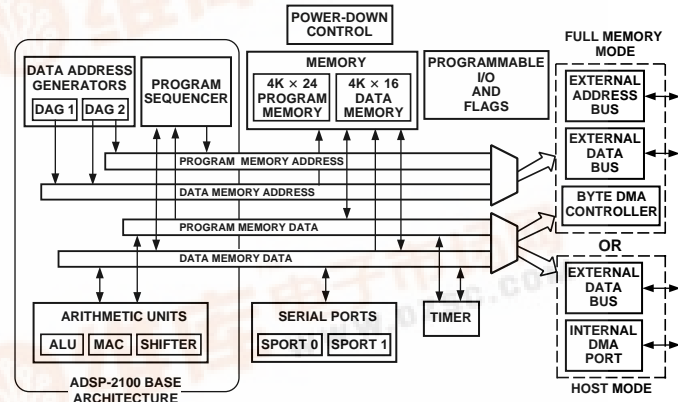 POWER-DOWN
CONTROL
FULL MEMORY
MODE
DATA ADDRESS
GENERATORS
DAG 1
DAG 2
PROGRAM
SEQUENCER
MEMORY
4K × 24
PROGRAM
MEMORY
4K × 16
DATA
MEMORY
PROGRAMMABLE
I/O
AND
FLAGS
EXTERNAL
ADDRESS
BUS
EXTERNAL
DATA
BUS
BYTE DMA
CONTROLLER
PROGRAM MEMORY ADDRESS
DATA MEMORY ADDRESS
PROGRAM MEMORY DATA
DATA MEMORY DATA
OR
EXTERNAL
DATA
BUS
INTERNAL
DMA
PORT
HOST MODE
ARITHMETIC UNITS
ALU
MAC
SHIFTER
SERIAL PORTS
SPORT 0
SPORT 1
TIMER
ADSP-2100 BASE
ARCHITECTURE